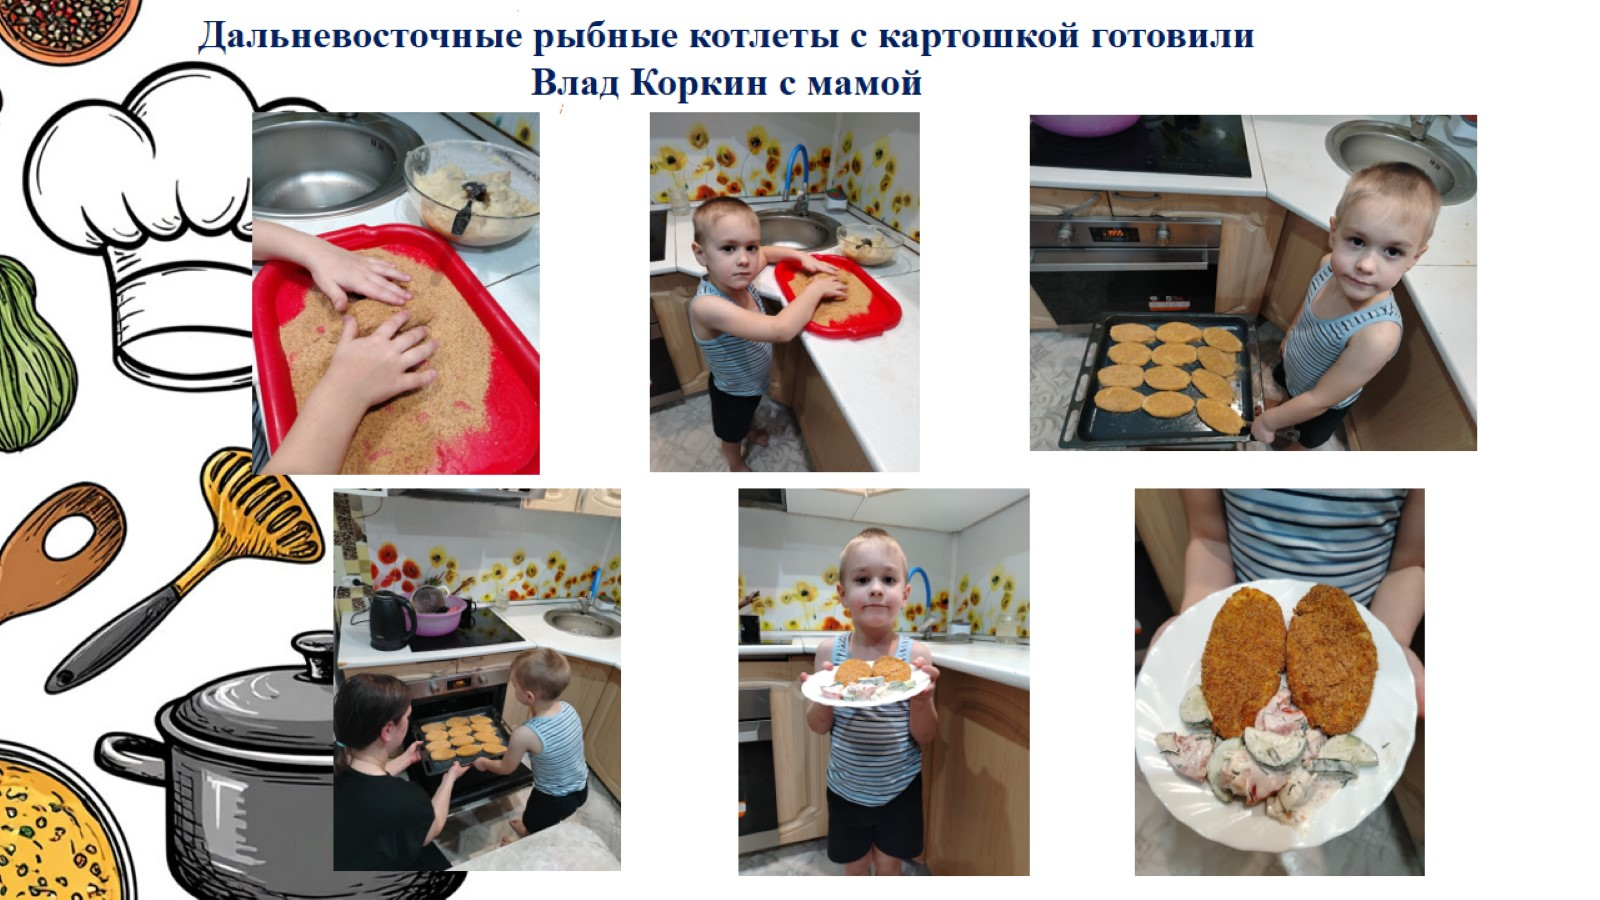 Дальневосточные рыбные котлеты с картошкой готовили
Влад Коркин с мамой